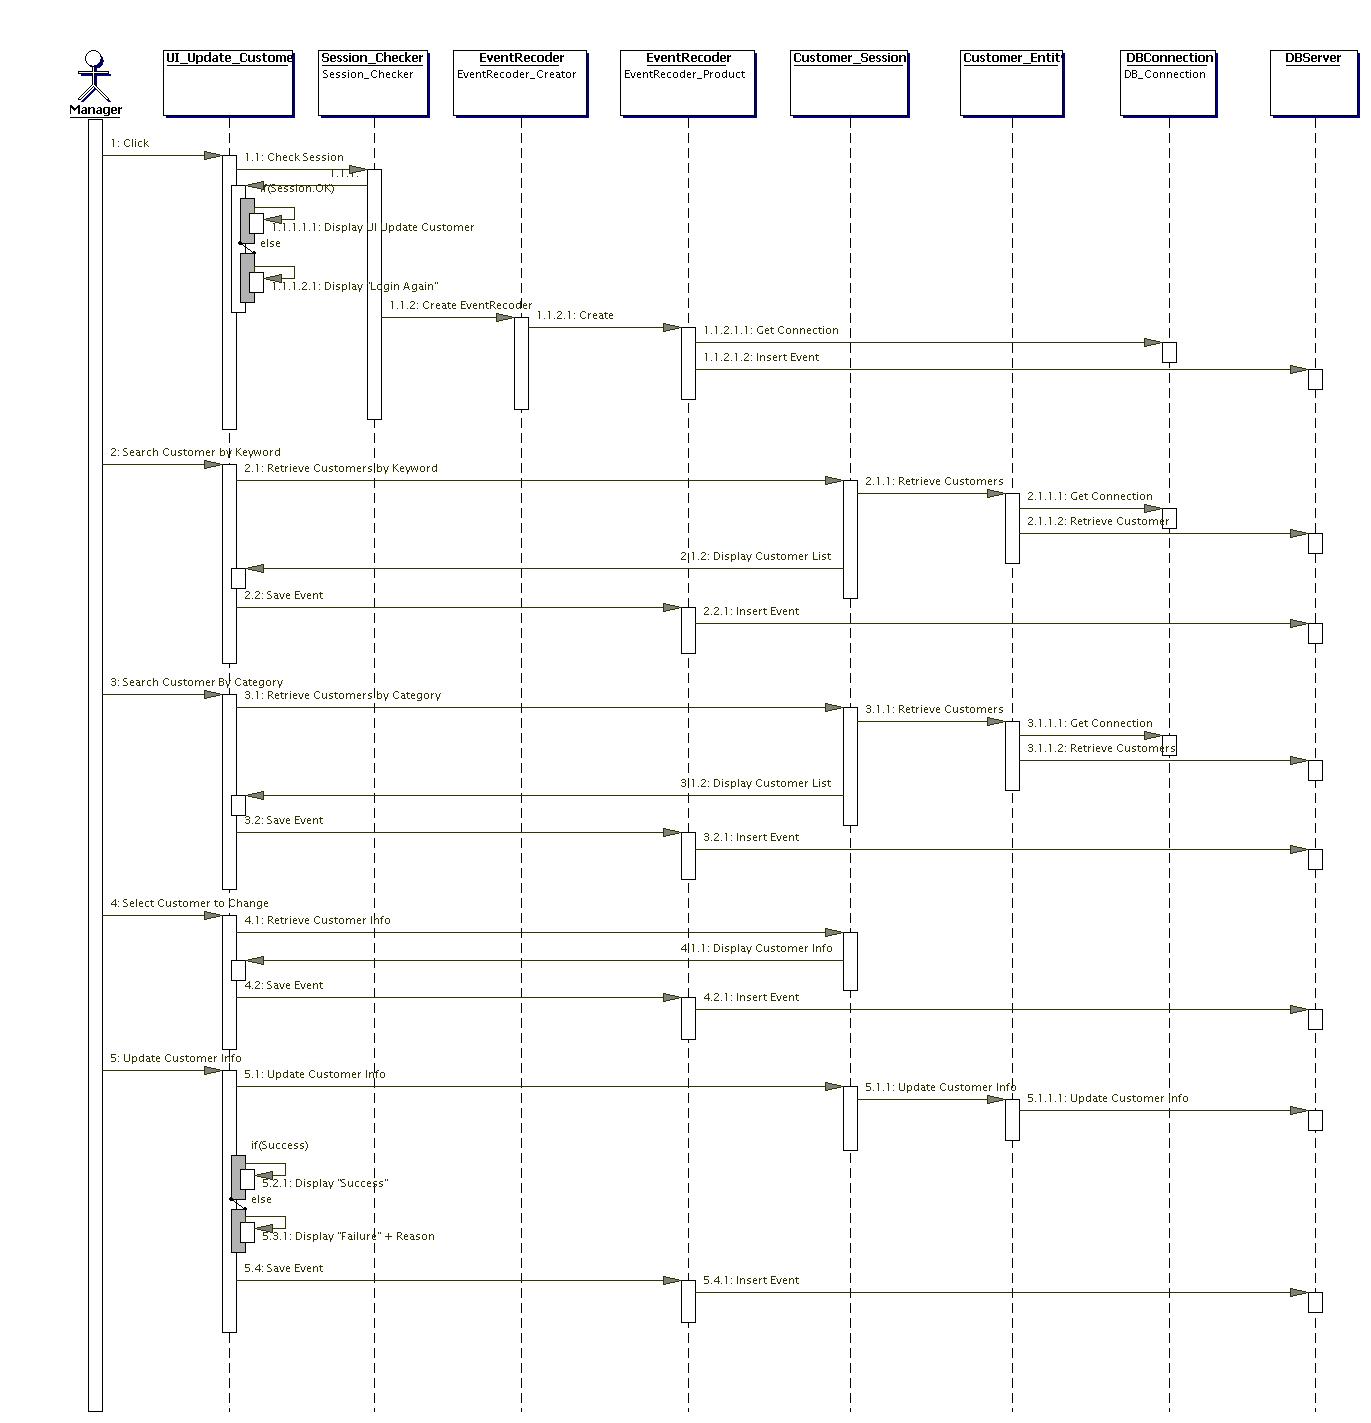 Manager
UI_Update_Custome
Session_Checker
Session_Checker
EventRecoder
EventRecoder_Creator
EventRecoder
EventRecoder_Product
Customer_Session
Customer_Entit
DBConnection
DB_Connection
DBServer
1: Click
1.1: Check Session
1.1.1:
if(Session.OK)
1.1.1.1.1: Display UI Update Customer
else
1.1.1.2.1: Display "Login Again"
1.1.2: Create EventRecoder
1.1.2.1: Create
1.1.2.1.1: Get Connection
1.1.2.1.2: Insert Event
2: Search Customer by Keyword
2.1: Retrieve Customers by Keyword
2.1.1: Retrieve Customers
2.1.1.1: Get Connection
2.1.1.2: Retrieve Customer
2.1.2: Display Customer List
2.2: Save Event
2.2.1: Insert Event
3: Search Customer By Category
3.1: Retrieve Customers by Category
3.1.1: Retrieve Customers
3.1.1.1: Get Connection
3.1.1.2: Retrieve Customers
3.1.2: Display Customer List
3.2: Save Event
3.2.1: Insert Event
4: Select Customer to Change
4.1: Retrieve Customer Info
4.1.1: Display Customer Info
4.2: Save Event
4.2.1: Insert Event
5: Update Customer Info
5.1: Update Customer Info
5.1.1: Update Customer Info
5.1.1.1: Update Customer Info
if(Success)
5.2.1: Display "Success"
else
5.3.1: Display "Failure" + Reason
5.4: Save Event
5.4.1: Insert Event